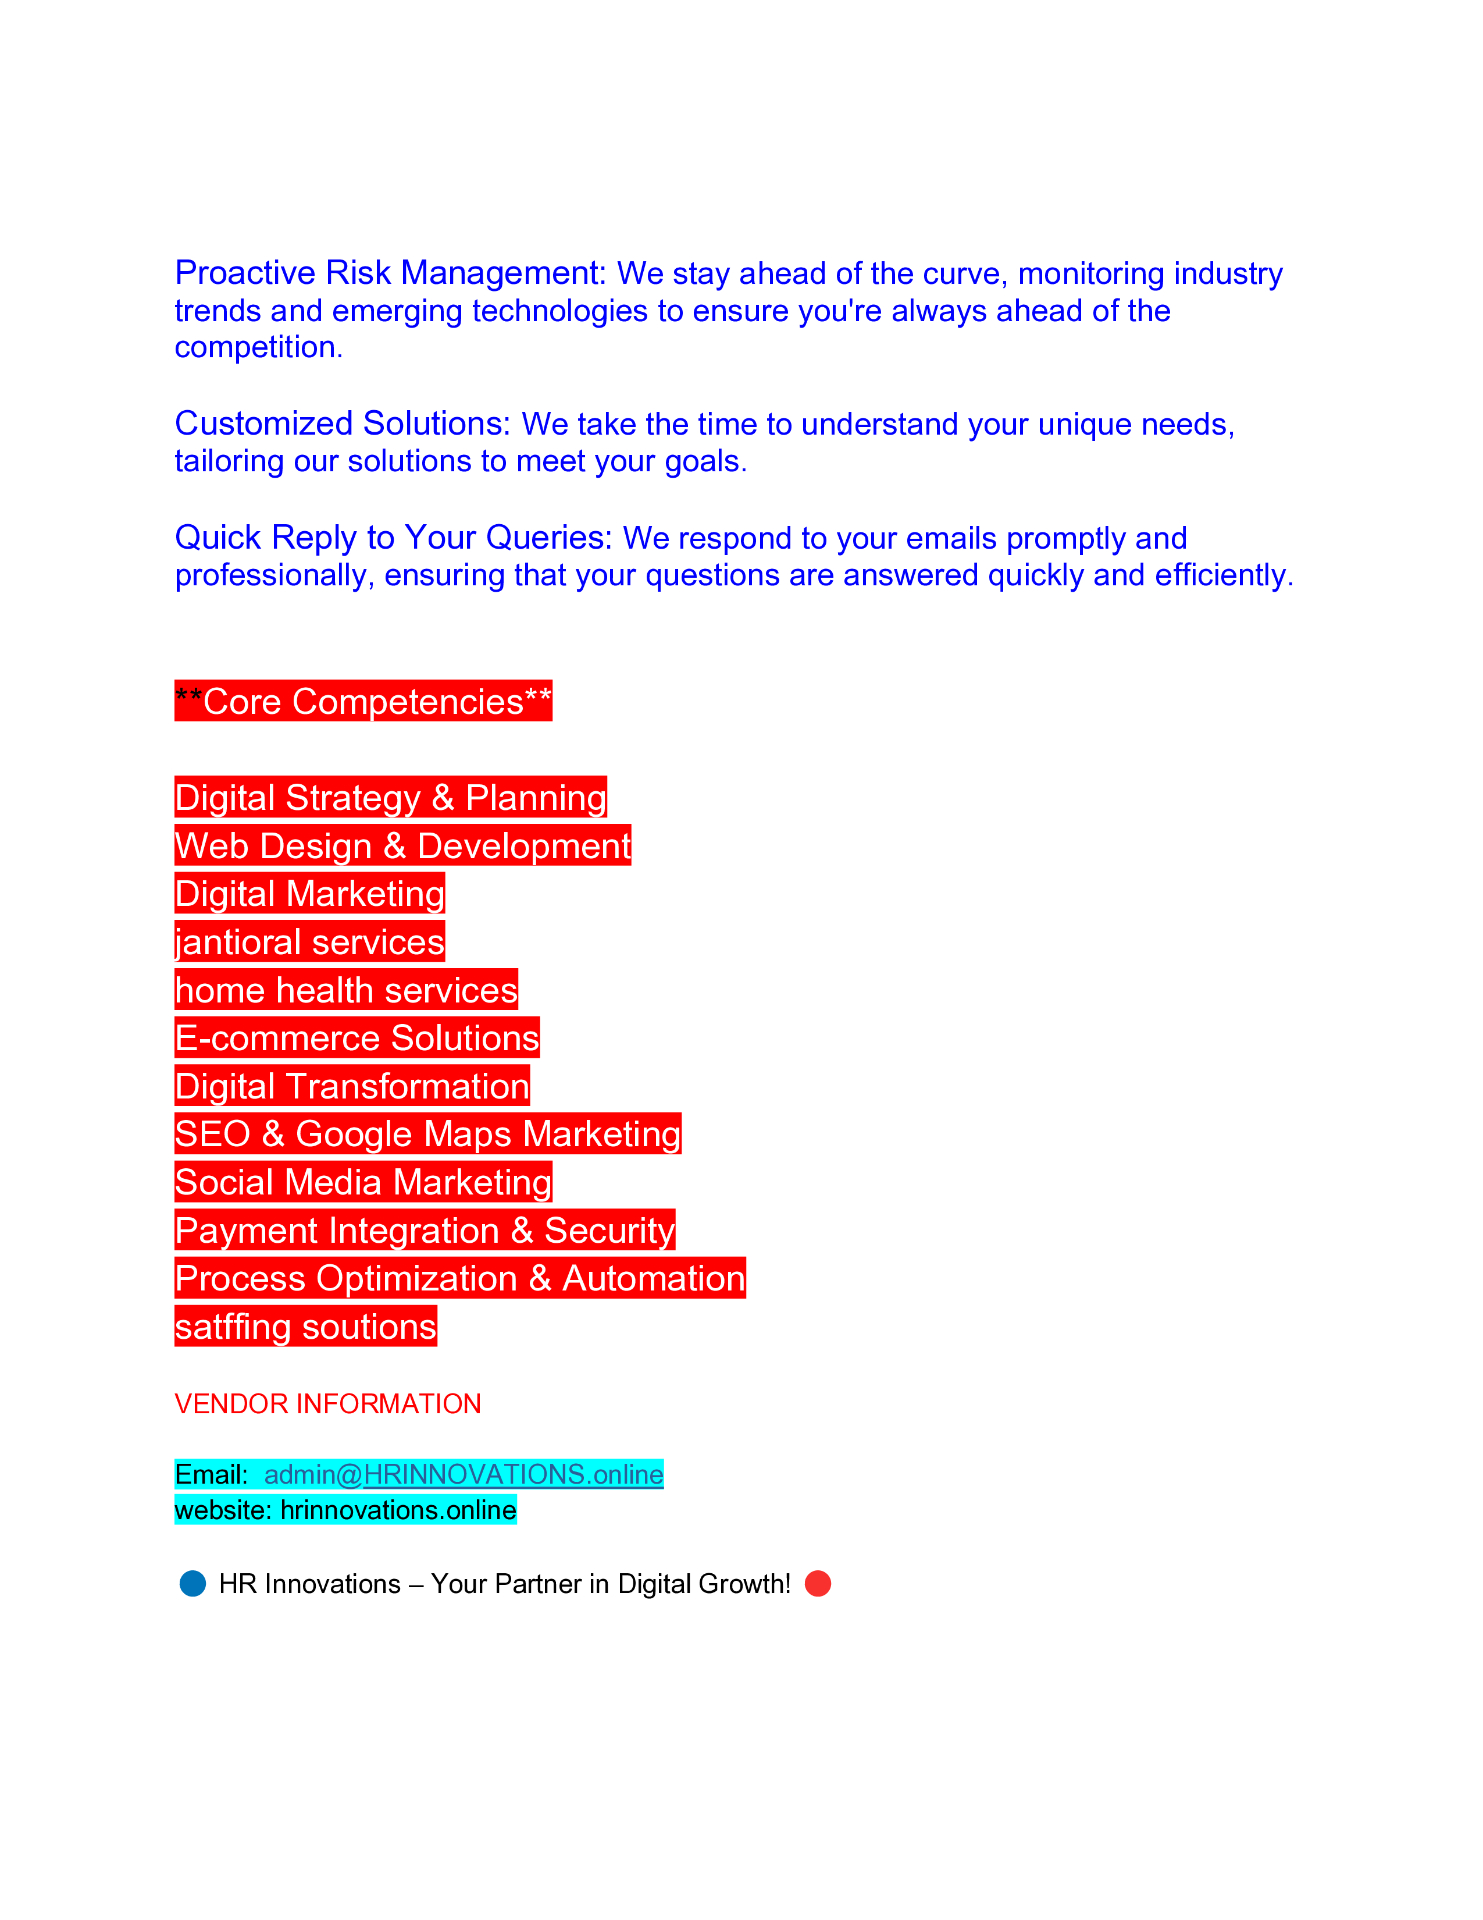 Proactive Risk Management: We stay ahead of the curve, monitoring industry
trends and emerging technologies to ensure you're always ahead of the
competition.
Customized Solutions: We take the time to understand your unique needs,
tailoring our solutions to meet your goals.
Quick Reply to Your Queries: We respond to your emails promptly and
professionally, ensuring that your questions are answered quickly and efficiently.
**Core Competencies**
Digital Strategy & Planning
Web Design & Development
Digital Marketing
jantioral services
home health services
E-commerce Solutions
Digital Transformation
SEO & Google Maps Marketing
Social Media Marketing
Payment Integration & Security
Process Optimization & Automation
satffing soutions
VENDOR INFORMATION
Email:  admin@HRINNOVATIONS.online
website: hrinnovations.online
🔵 HR Innovations – Your Partner in Digital Growth! 🔴